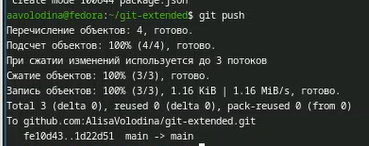 create mode 100644 package.json
aavolodina@fedora:~/git-extended$ git push
Перечисление объектов: 4, готово.
Подсчет объектов: 100% (4/4), готово.
При сжатии изменений используется до 3 потоков
Сжатие объектов: 100% (3/3), готово.
Запись объектов: 100% (3/3), 1.16 KiB | 1.16 MiB/s, готово.
Total 3 (delta 0), reused 0 (delta 0), pack-reused 0 (from 0)
To github.com:AlisaVolodina/git-extended.git
fe10d43..1d22d51 main -> main